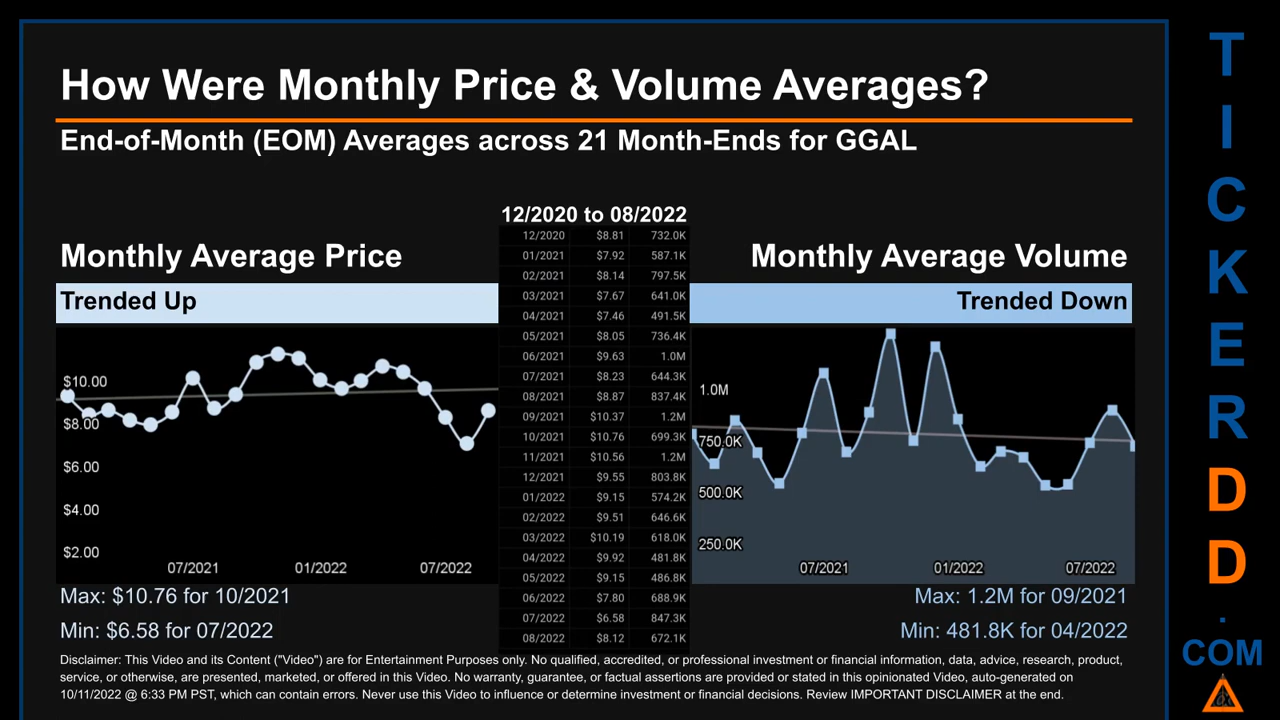 How Were Monthly Price & Volume Averages?
End-of-Month (EOM) Averages across 21 Month-Ends for GGAL
12/2020 to 08/2022
Monthly Average Price
Trended Up
$10.00
$8.00
$6.00
$4.00
$2.00
07/2021 01/2022 07/2022
Max: $10.76 for 10/2021
Min: $6.58 for 07/2022
12/2020 $8.81 732.0K
01/2021 $7.92 587.1K
02/2021 $8.14 797.5K
03/2021 $7.67 641.0K
04/2021 $7.46 491.5K
05/2021 $8.05 736.4K
06/2021 $9.63 1.0M
07/2021 $8.23 644.3K
08/2021 $8.87 837.4K
09/2021 $10.37 1.2M
10/2021 $10.76 699.3K
11/2021 $10.56 1.2M
12/2021 $9.55 803.8K
01/2022 $9.15 574.2K
02/2022 $9.51 646.6K
03/2022 $10.19 618.0K
04/2022 $9.92 481.8K
05/2022 $9.15 486.8K
06/2022 $7.80 688.9K
07/2022 $6.58 847.3K
08/2022 $8.12 672.1K
Monthly Average Volume
Trended Down
1.0M
750.0K
500.0K
250.0K
07/2021 01/2022 07/2022
Max: 1.2M for 09/2021
Min: 481.8K for 04/2022
Disclaimer: This Video and its Content ("Video") are for Entertainment Purposes only. No qualified, accredited, or professional investment or financial information, data, advice, research, product,
service, or otherwise, are presented, marketed, or offered in this Video. No warranty, guarantee, or factual assertions are provided or stated in this opinionated Video, auto-generated on
10/11/2022 @ 6:33 PM PST, which can contain errors. Never use this Video to influence or determine investment or financial decisions. Review IMPORTANT DISCLAIMER at the end.
T
I
C
K
E
R
D
D
.
COM